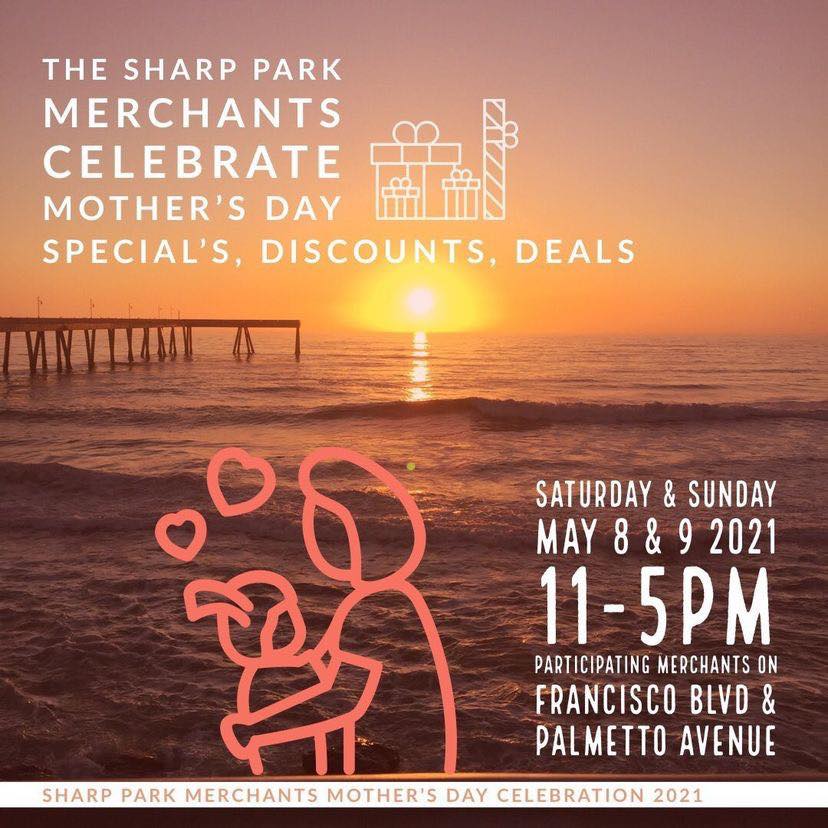 THE SHARP PARK
MERCHANTS
CELEBRATE
MOTHER'S DAY
SPECIAL'S, DISCOUNTS, DEALS
SATURDAY & SUNDAY
MAY 8 & 9 2021
11-5PM
PARTICIPATING MERCHANTS ON
FRANCISCO BLVD &
PALMETTO AVENUE
SHARP PARK MERCHANTS MOTHER'S DAY CELEBRATION 2021